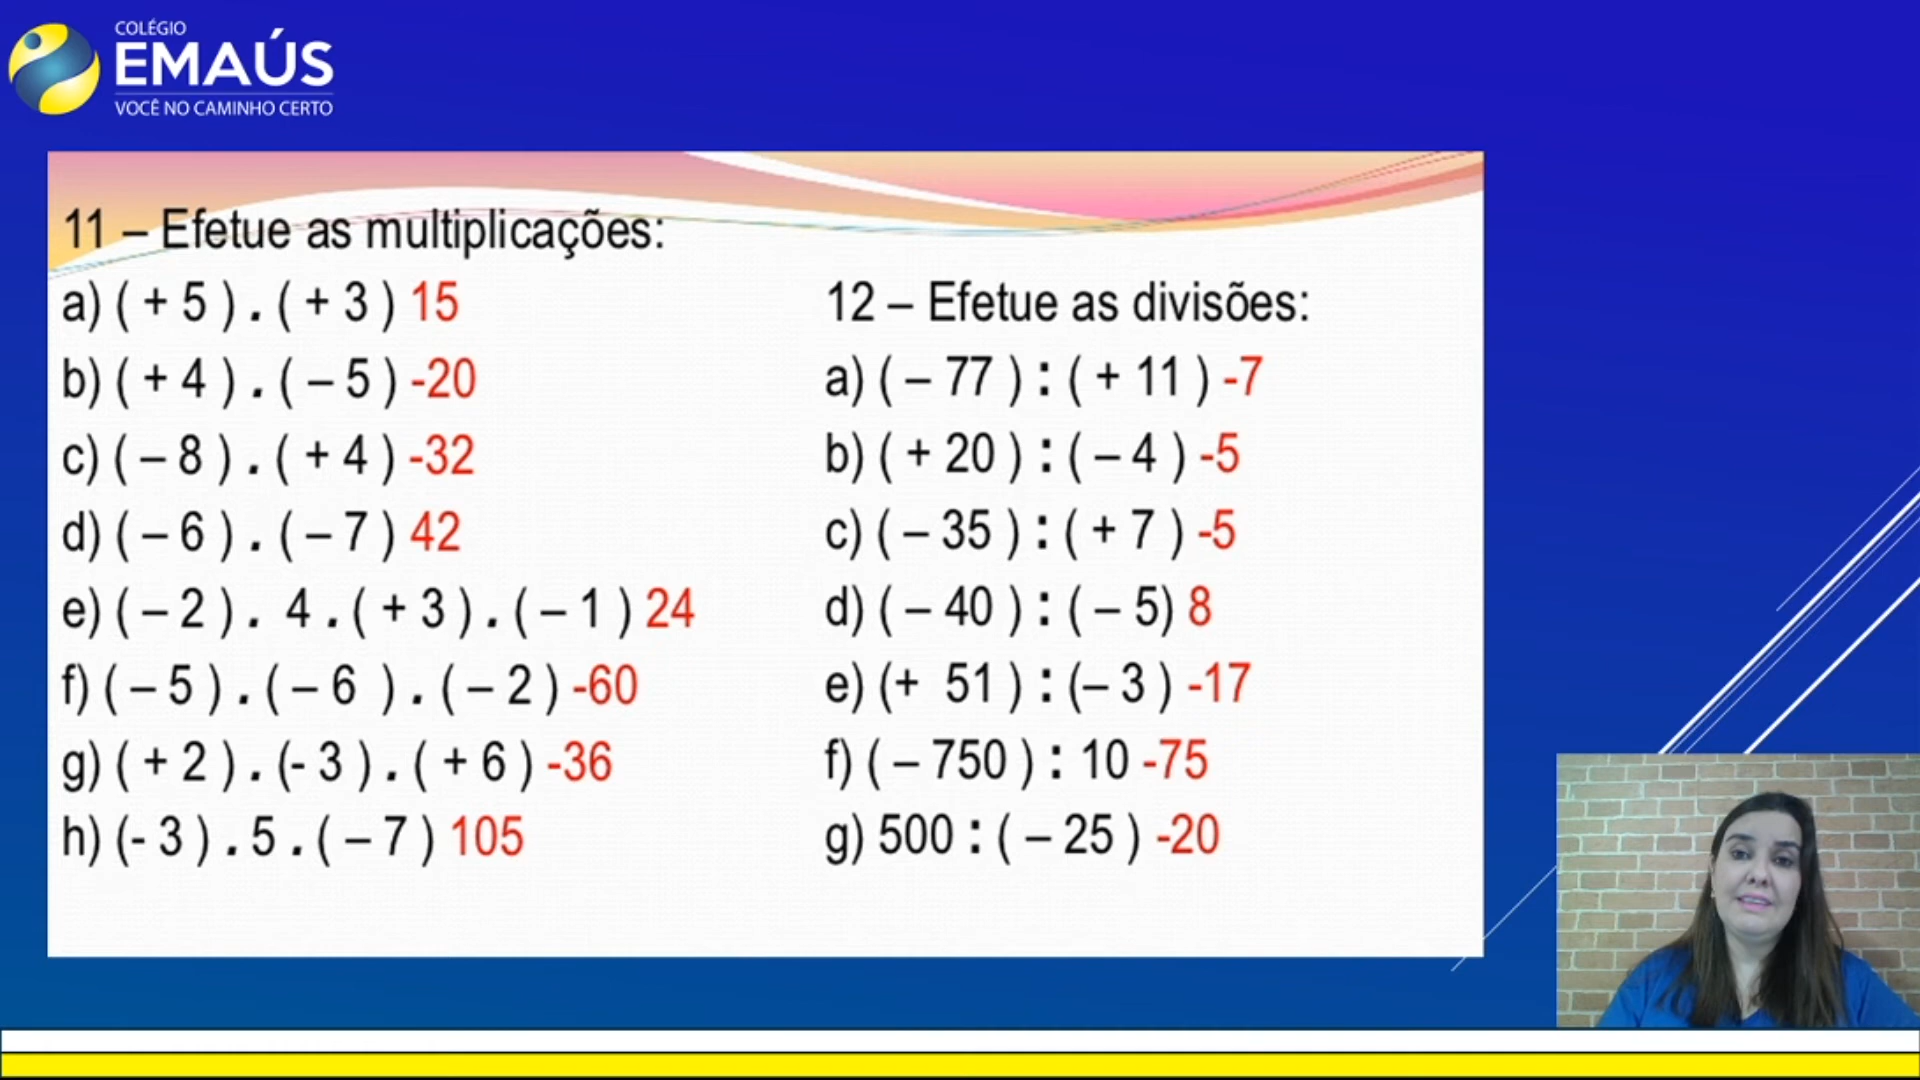 COLÉGIO
EMAÚS
VOCÊ NO CAMINHO CERTO
11 – Efetue as multiplicações:
a) ( + 5 ) . ( + 3 ) 15
b) ( + 4 ) . ( – 5 ) -20
c) ( – 8 ) . ( + 4 ) -32
d) ( – 6 ) . ( – 7 ) 42
e) ( – 2 ) . 4 . ( + 3 ) . ( – 1 ) 24
f) ( – 5 ) . ( – 6 ) . ( – 2 ) -60
g) ( + 2 ) . (- 3 ) . ( + 6 ) -36
h) (- 3 ) . 5 . ( – 7 ) 105
12 – Efetue as divisões:
a) ( – 77 ) : ( + 11 ) -7
b) ( + 20 ) : ( – 4 ) -5
c) ( – 35 ) : ( + 7 ) -5
d) ( – 40 ) : ( – 5) 8
e) (+ 51 ) : (– 3 ) -17
f) ( – 750 ) : 10 -75
g) 500 : ( – 25 ) -20